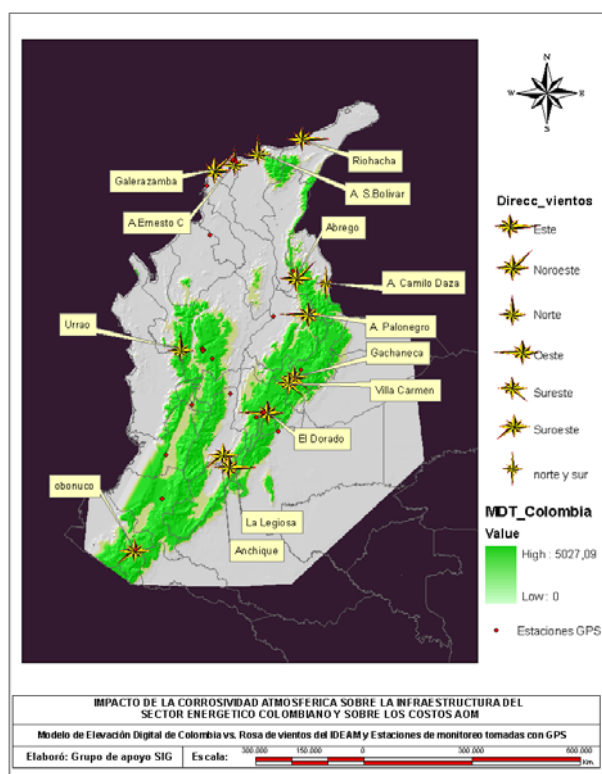 N
W
E
S
Riohacha
Galerazamba
A. S.Bolivar
A.Ernesto C
Abrego
A. Camilo Daza
Urrao
A. Palonegro
Gachaneca
Villa Carmen
El Dorado
obonuco
La Legiosa
Anchique
Direcc_vientos
Este
Noroeste
Norte
Oeste
Sureste
Suroeste
norte y sur
MDT_Colombia
Value
High : 5027,09
Low : 0
Estaciones GPS
IMPACTO DE LA CORROSIVIDAD ATMOSFERICA SOBRE LA INFRAESTRUCTURA DEL
SECTOR ENERGETICO COLOMBIANO Y SOBRE LOS COSTOS AOM
Modelo de Elevación Digital de Colombia vs. Rosa de vientos del IDEAM y Estaciones de monitoreo tomadas con GPS
Elaboró: Grupo de apoyo SIG
Escala:
300.000 150.000 0 300.000 600.000
Km.